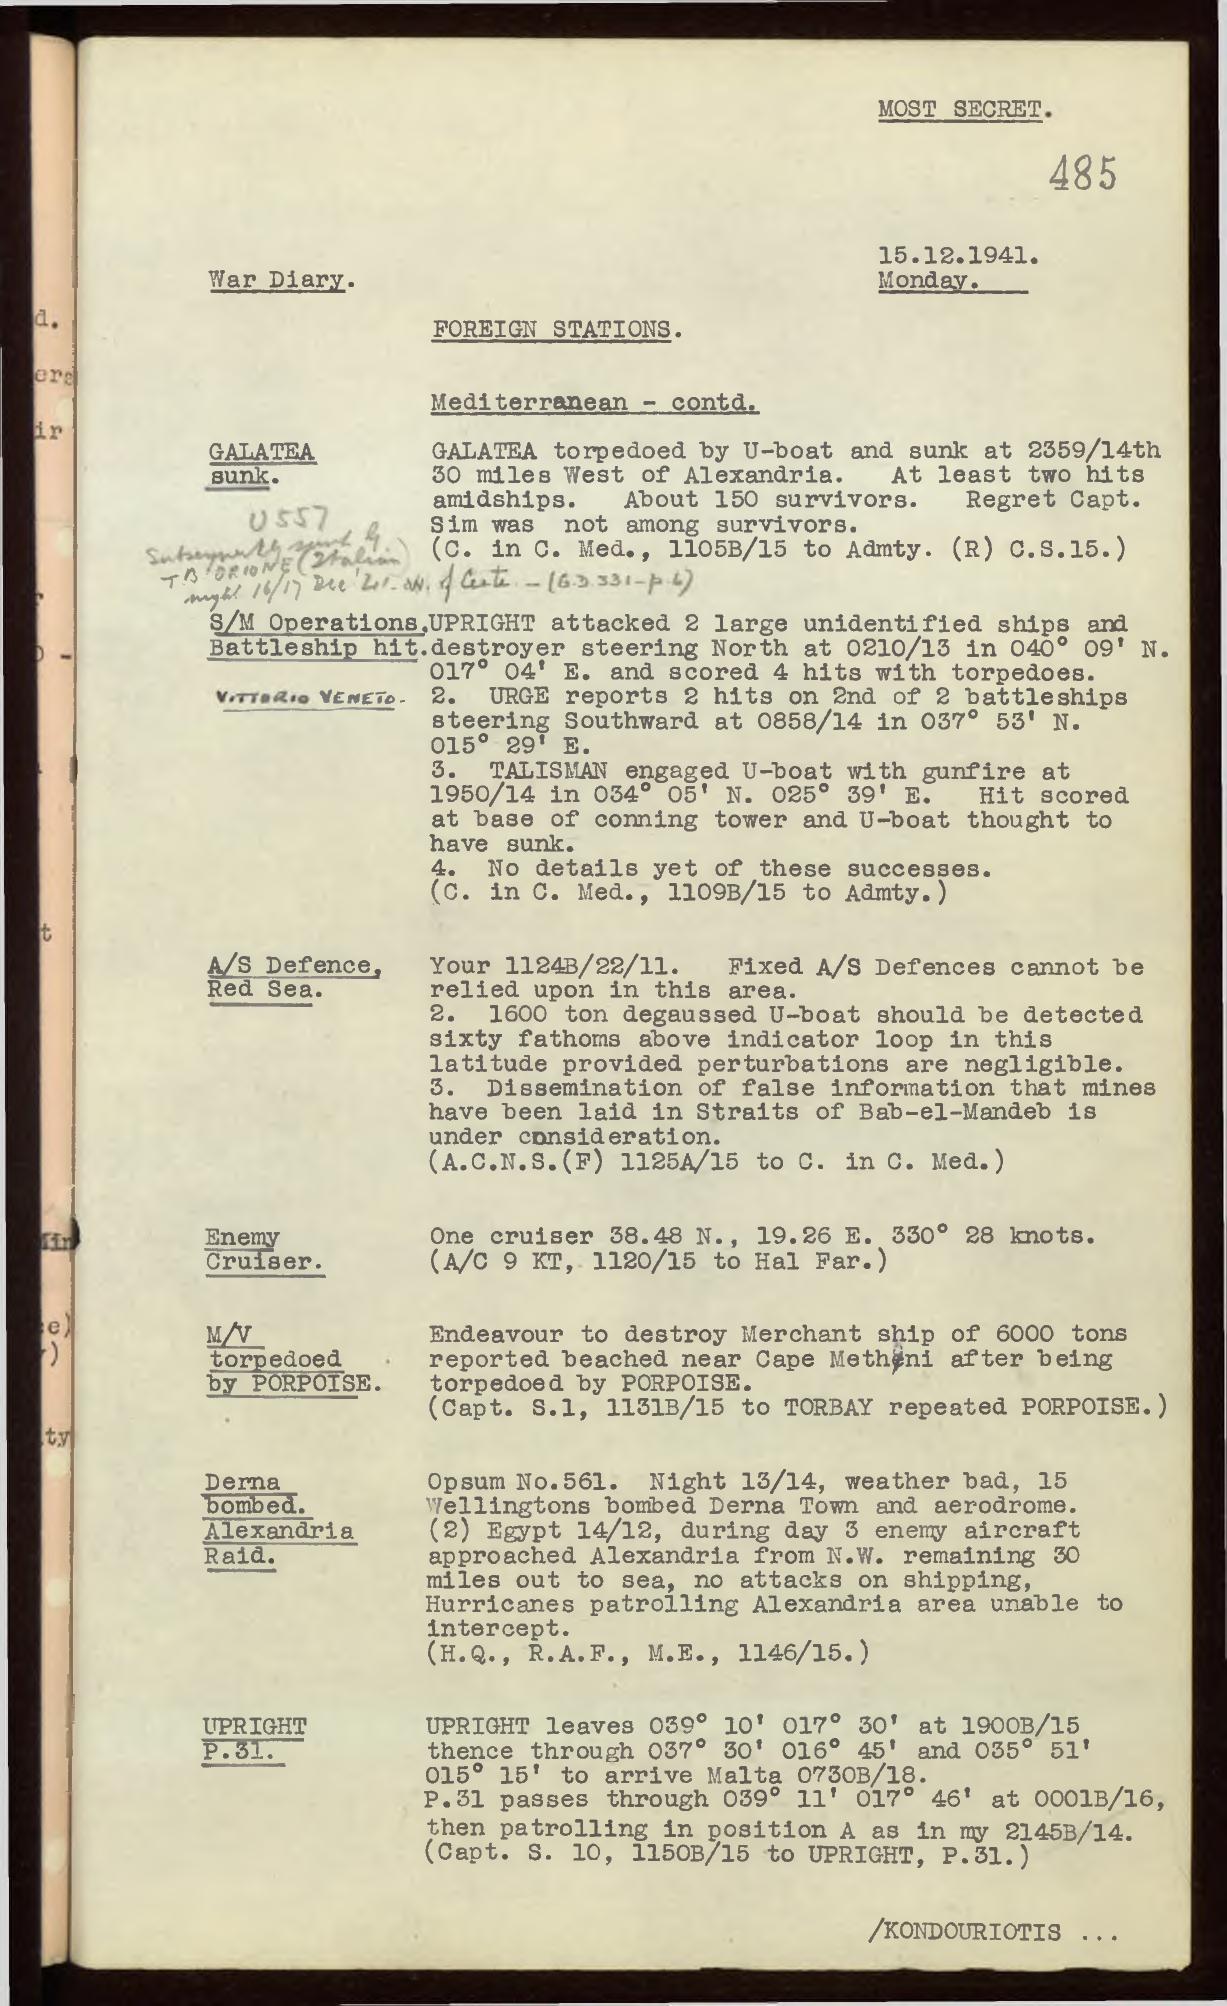 MOST SECRET.
485
15.12.1941.
War Diary.
Monday.
FOREIGN STATIONS.
Mediterranean - contd.
GALATEA
sunk.
GALATEA torpedoed by U-boat and sunk at 2359/14th
30 miles West of Alexandria. At least two hits
amidships. About 150 survivors. Regret Capt.
Sim was not among survivors.
(C. in C. Med., 1105B/15 to Admty. (R) C.S.15.)
U 557
Subsequently sunk by
TB ORIONE (Italian)
night 16/17 Dec '41 - NW. of Crete - (G.D 331-p.6)
S/M Operations.
Battleship hit.
VITTORIO VENETO.
UPRIGHT attacked 2 large unidentified ships and
destroyer steering North at 0210/13 in 040° 09' N.
017° 04' E. and scored 4 hits with torpedoes.
2. URGE reports 2 hits on 2nd of 2 battleships
steering Southward at 0858/14 in 037° 53' N.
015° 29' E.
3. TALISMAN engaged U-boat with gunfire at
1950/14 in 034° 05' N. 025° 39' E. Hit scored
at base of conning tower and U-boat thought to
have sunk.
4. No details yet of these successes.
(C. in C. Med., 1109B/15 to Admty.)
A/S Defence,
Red Sea.
Your 1124B/22/11. Fixed A/S Defences cannot be
relied upon in this area.
2. 1600 ton degaussed U-boat should be detected
sixty fathoms above indicator loop in this
latitude provided perturbations are negligible.
3. Dissemination of false information that mines
have been laid in Straits of Bab-el-Mandeb is
under consideration.
(A.C.N.S.(F) 1125A/15 to C. in C. Med.)
Enemy
Cruiser.
One cruiser 38.48 N., 19.26 E. 330° 28 knots.
(A/C 9 KT, 1120/15 to Hal Far.)
M/V
torpedoed
by PORPOISE.
Endeavour to destroy Merchant ship of 6000 tons
reported beached near Cape Methoni after being
torpedoed by PORPOISE.
(Capt. S.1, 1131B/15 to TORBAY repeated PORPOISE.)
Derna
bombed.
Alexandria
Raid.
Opsum No.561. Night 13/14, weather bad, 15
Wellingtons bombed Derna Town and aerodrome.
(2) Egypt 14/12, during day 3 enemy aircraft
approached Alexandria from N.W. remaining 30
miles out to sea, no attacks on shipping,
Hurricanes patrolling Alexandria area unable to
intercept.
(H.Q., R.A.F., M.E., 1146/15.)
UPRIGHT
P.31.
UPRIGHT leaves 039° 10' 017° 30' at 1900B/15
thence through 037° 30' 016° 45' and 035° 51'
015° 15' to arrive Malta 0730B/18.
P.31 passes through 039° 11' 017° 46' at 0001B/16,
then patrolling in position A as in my 2145B/14.
(Capt. S. 10, 1150B/15 to UPRIGHT, P.31.)
/KONDOURIOTIS ...